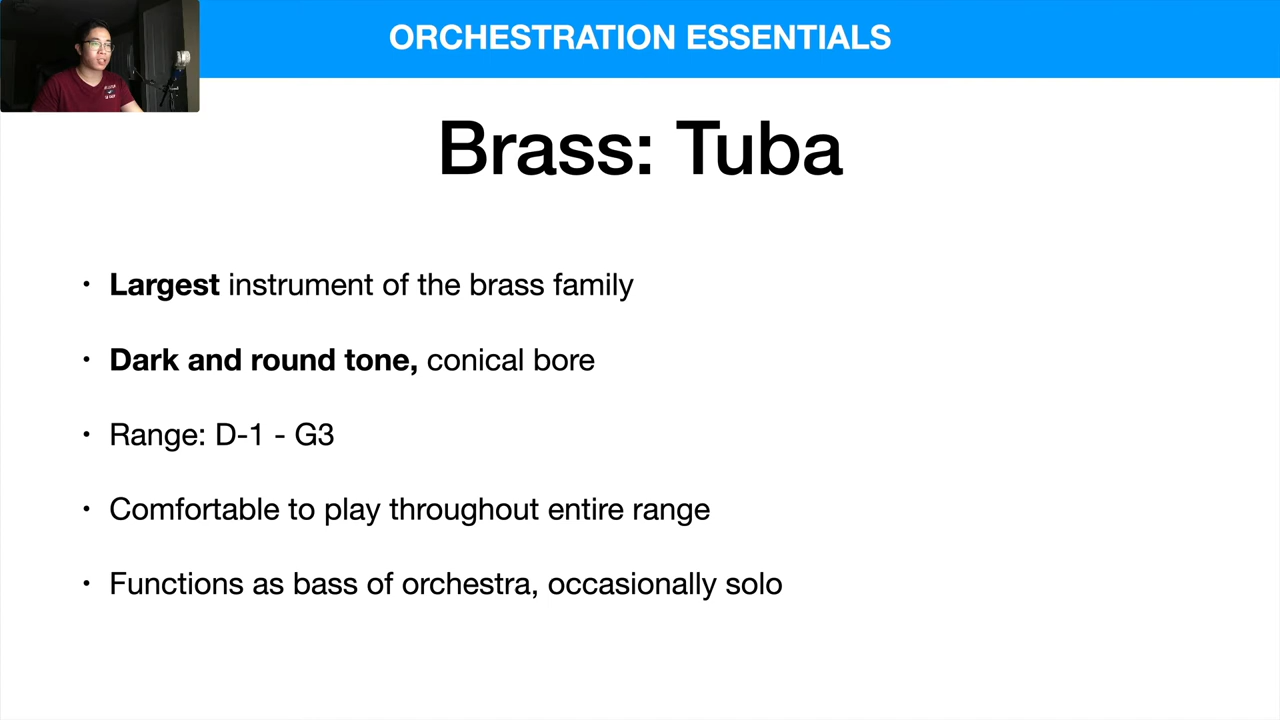 ORCHESTRATION ESSENTIALS
Brass: Tuba
• Largest instrument of the brass family
• Dark and round tone, conical bore
• Range: D-1 - G3
• Comfortable to play throughout entire range
• Functions as bass of orchestra, occasionally solo